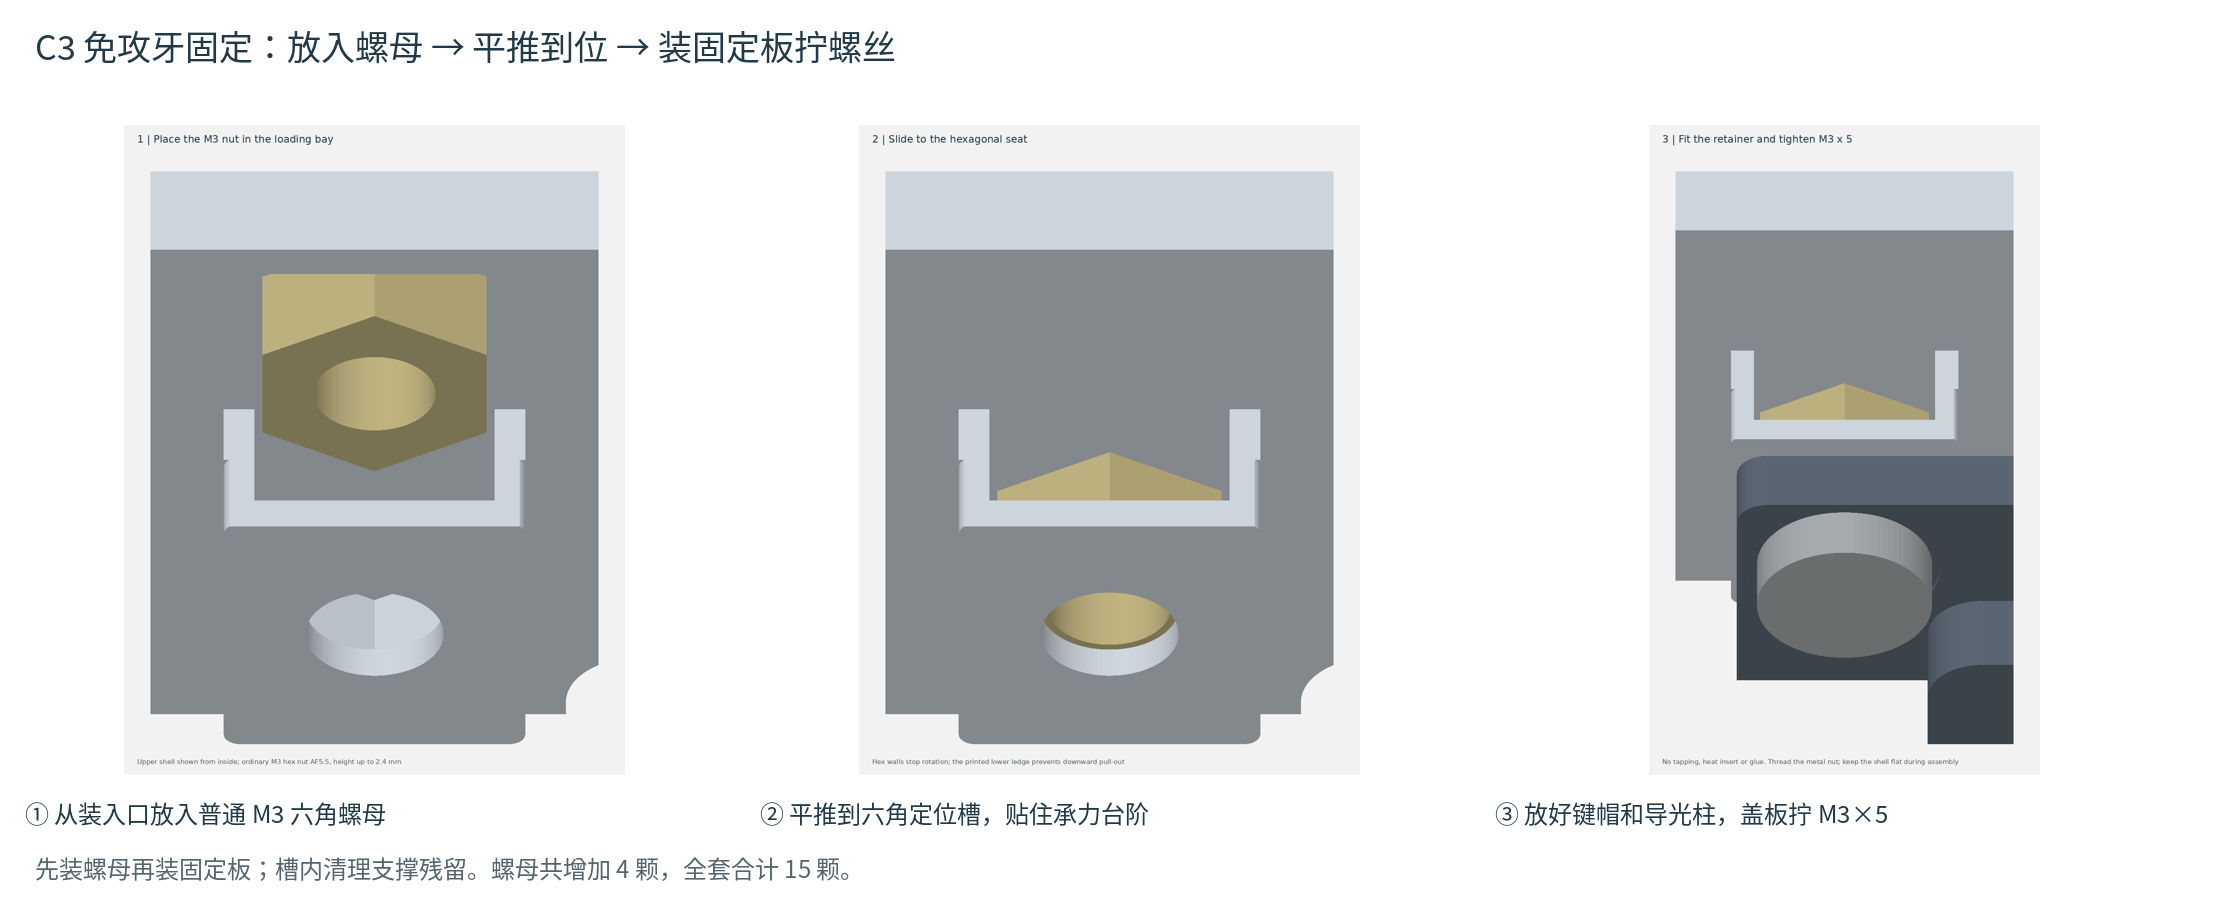 C3 免攻牙固定：放入螺母 → 平推到位 → 装固定板拧螺丝
1 | Place the M3 nut in the loading bay
2 | Slide to the hexagonal seat
3 | Fit the retainer and tighten M3 x 5
Upper shell shown from inside; ordinary M3 hex nut AF5.5, height up to 2.4 mm
Hex walls stop rotation; the printed lower ledge prevents downward pull-out
No tapping, heat insert or glue. Thread the metal nut; keep the shell flat during assembly
① 从装入口放入普通 M3 六角螺母
② 平推到六角定位槽，贴住承力台阶
③ 放好键帽和导光柱，盖板拧 M3×5
先装螺母再装固定板；槽内清理支撑残留。螺母共增加 4 颗，全套合计 15 颗。